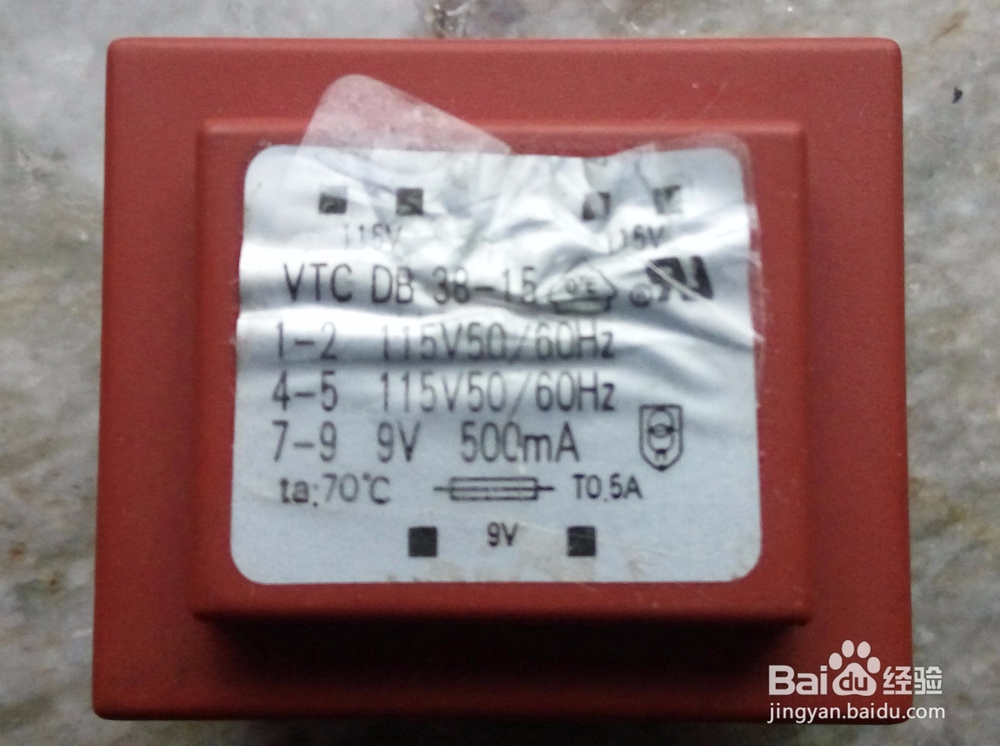 115V 115V
VTC DB 38-15
1-2 115V50/60Hz
4-5 115V50/60Hz
7-9 9V 500mA
ta:70℃ T0.5A
9V
Baidu经验
jingyan.baidu.com